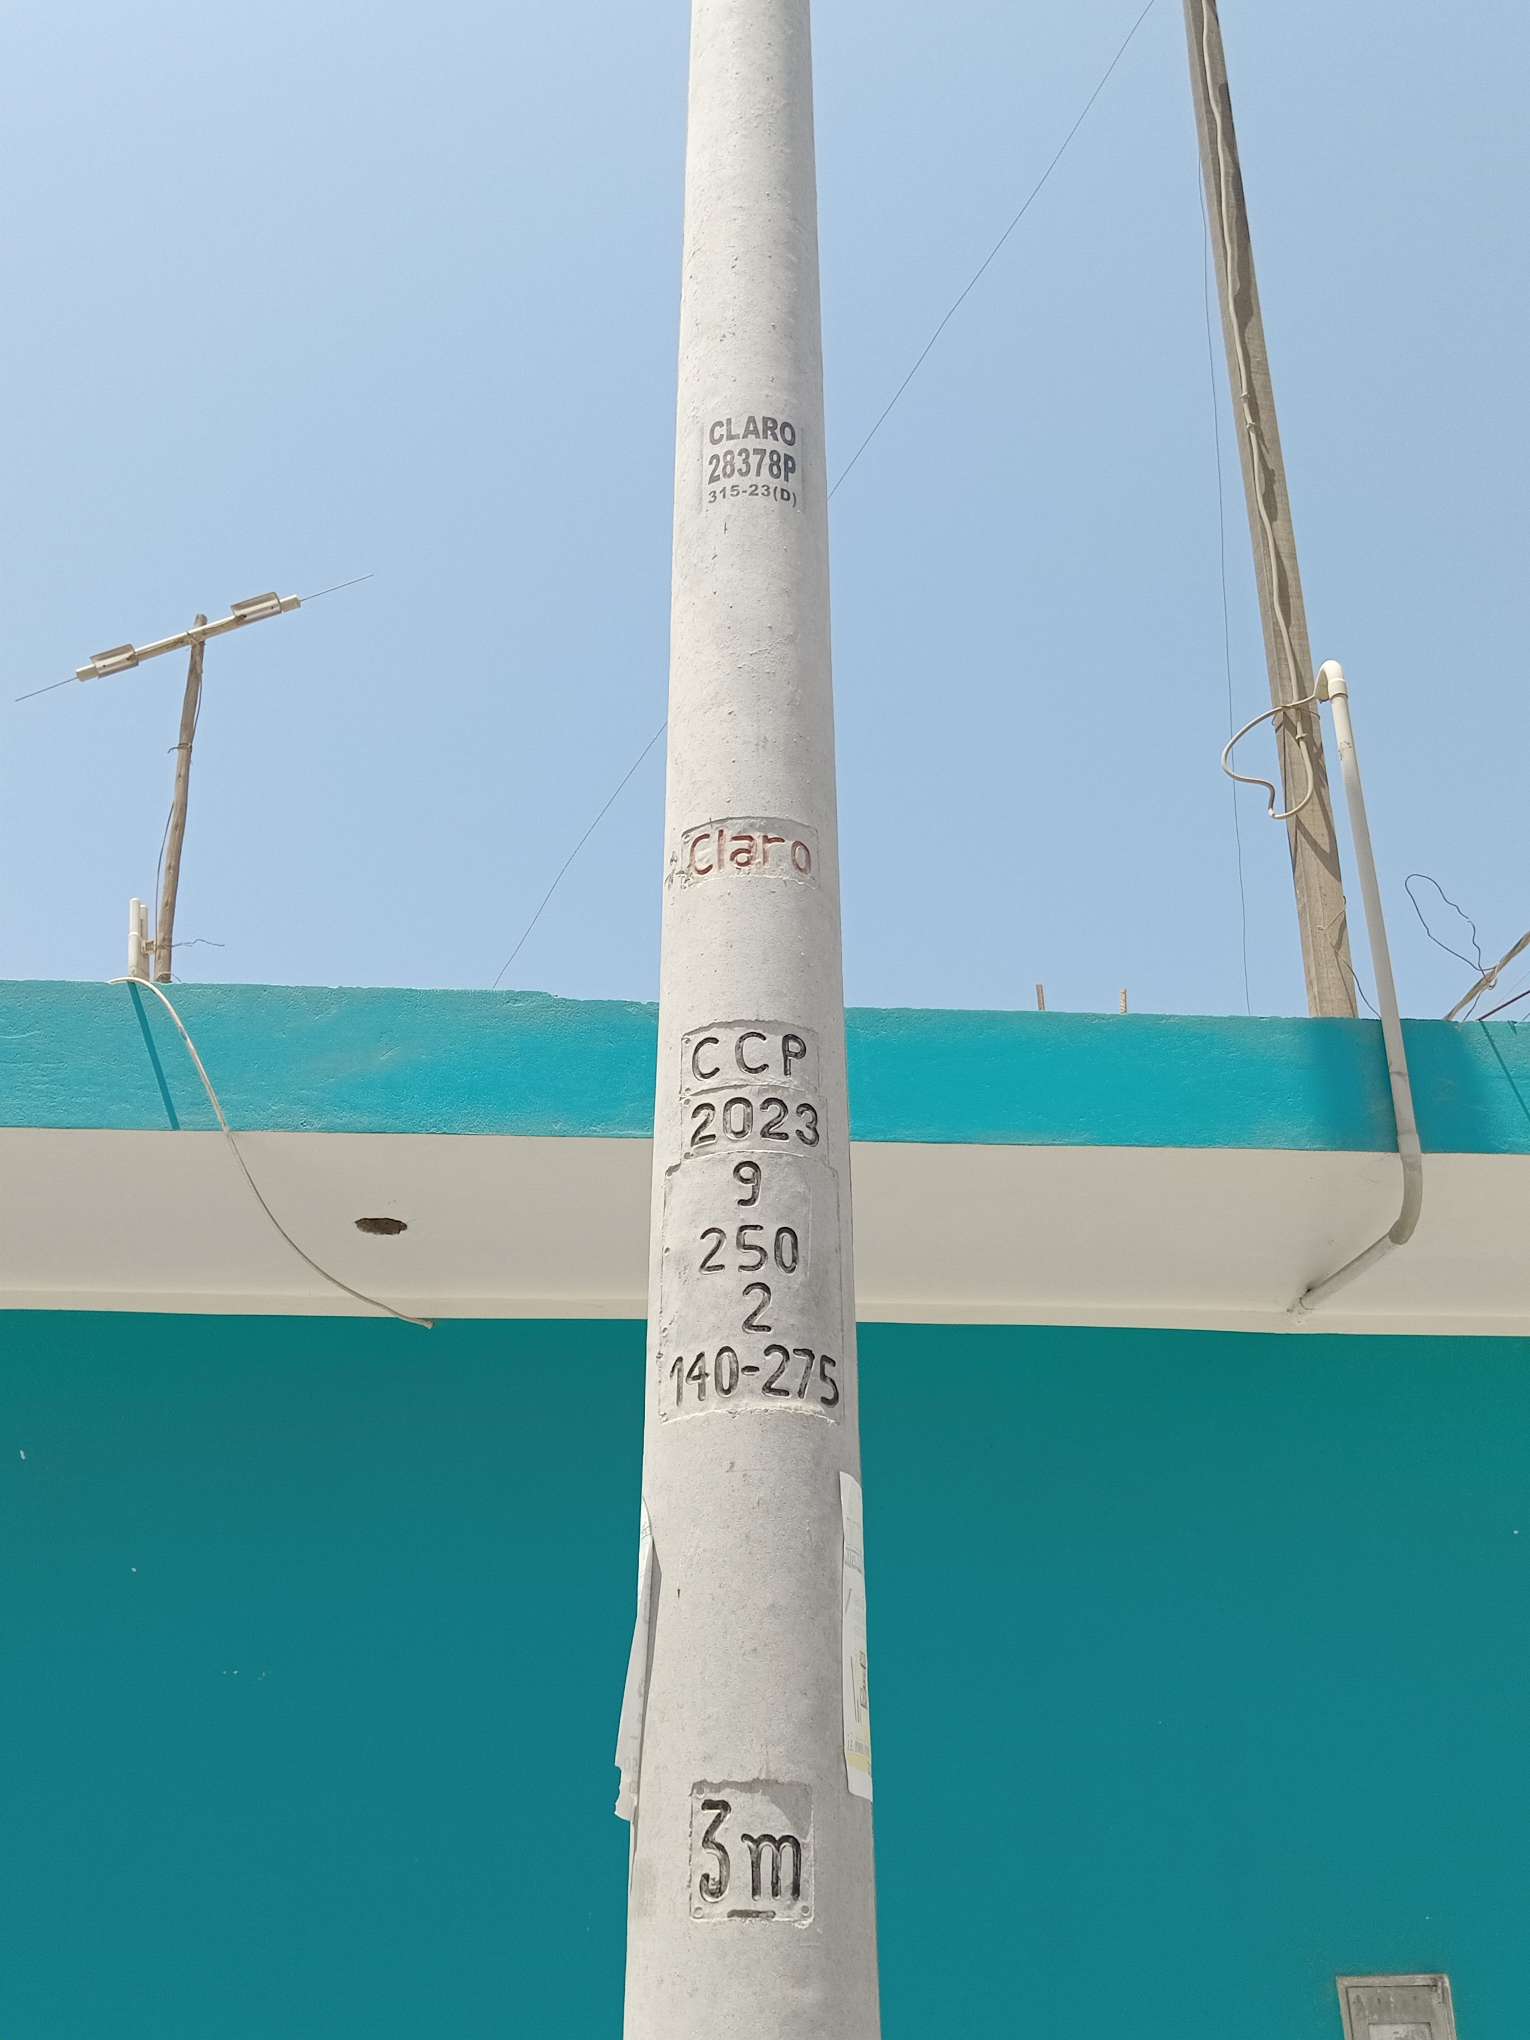 CLARO
28378P
315-23(D)
Claro
CCP
2023
9
250
2
140-275
3m